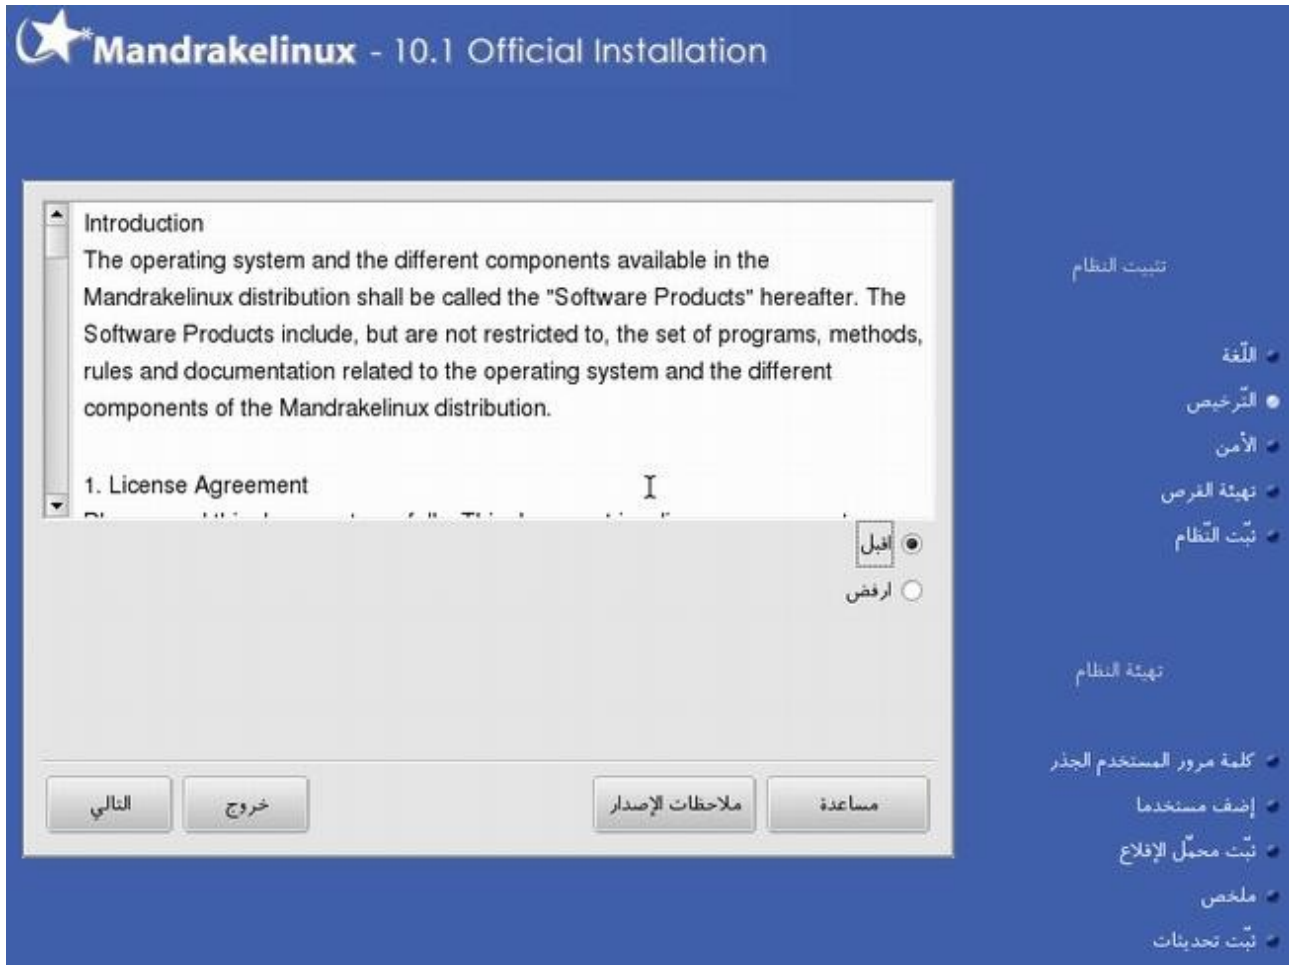 Mandrakelinux - 10.1 Official Installation
Introduction
The operating system and the different components available in the
Mandrakelinux distribution shall be called the "Software Products" hereafter. The
Software Products include, but are not restricted to, the set of programs, methods,
rules and documentation related to the operating system and the different
components of the Mandrakelinux distribution.
1. License Agreement
اقبل
ارفض
مساعدة
ملاحظات الإصدار
خروج
التالي
تثبيت النظام
اللّغة
التّرخيص
الأمن
تهيئة القرص
ثبّت النّظام
تهيئة النظام
كلمة مرور المستخدم الجذر
إضف مستخدما
ثبّت محمّل الإقلاع
ملخص
ثبّت تحديثات